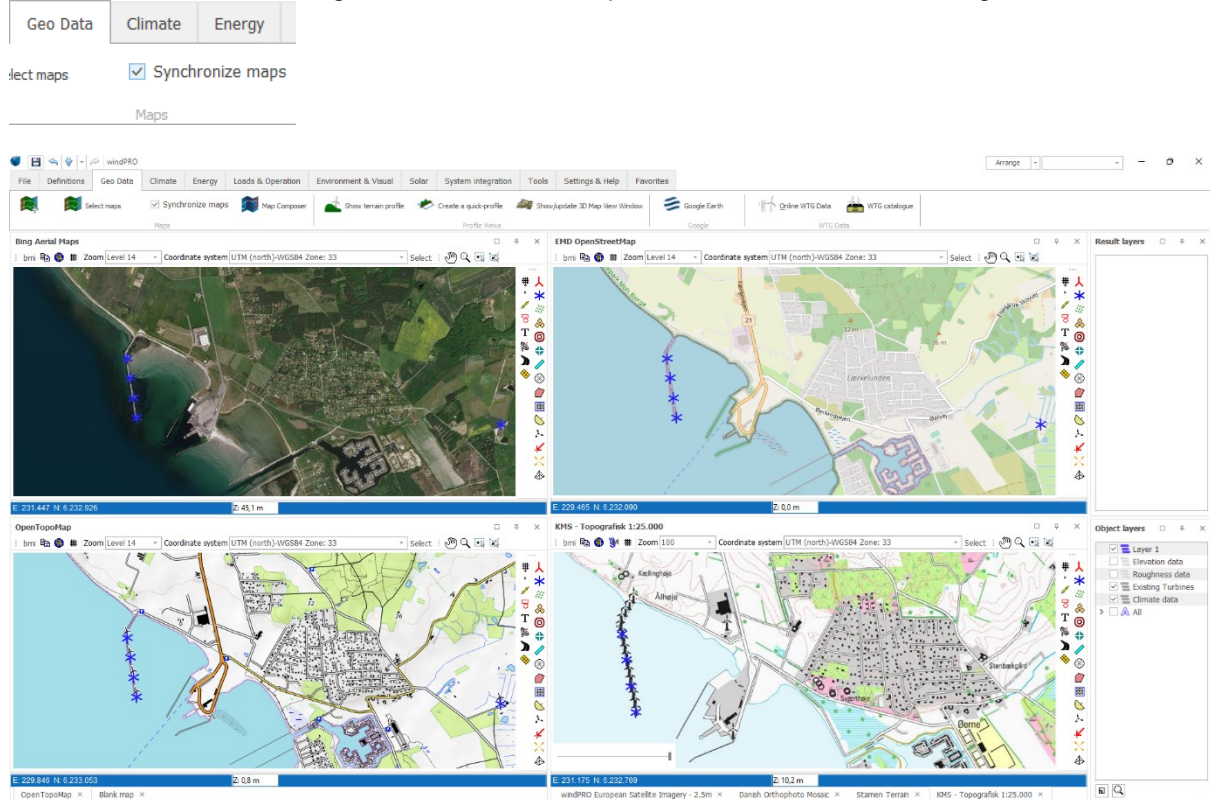 Geo Data Climate Energy
lect maps Synchronize maps
Maps
windPRO Arrange
File Definitions Geo Data Climate Energy Loads & Operation Environment & Visual Solar System integration Tools Settings & Help Favorites
Select maps Synchronize maps Map Composer Show terrain profile Create a quick-profile Show/update 3D Map View Window Google Earth Online WTG Data WTG catalogue
Maps Profile Views Google WTG Data
Bing Aerial Maps
bmi Zoom Level 14 Coordinate system UTM (north)-WGS84 Zone: 33 Select
E: 231.447 N: 6.232.926 Z: 45,1 m
EMD OpenStreetMap
bmi Zoom Level 14 Coordinate system UTM (north)-WGS84 Zone: 33 Select
21
32 m
26 m
Lærkelunden
Ørevej
E: 229.465 N: 6.232.090 Z: 0,0 m
Result layers
OpenTopoMap
bmi Zoom Level 14 Coordinate system UTM (north)-WGS84 Zone: 33 Select
32
E: 229.846 N: 6.233.053 Z: 0,8 m
OpenTopoMap Blank map
KMS - Topografisk 1:25.000
bmi Zoom 100 Coordinate system UTM (north)-WGS84 Zone: 33 Select
Kællinghøje
Ålhøje
Stenbækgård
Øerne
E: 231.175 N: 6.232.769 Z: 10,2 m
windPRO European Satellite Imagery - 2.5m Danish Orthophoto Mosaic Stamen Terrain KMS - Topografisk 1:25.000
Object layers
Layer 1
Elevation data
Roughness data
Existing Turbines
Climate data
All